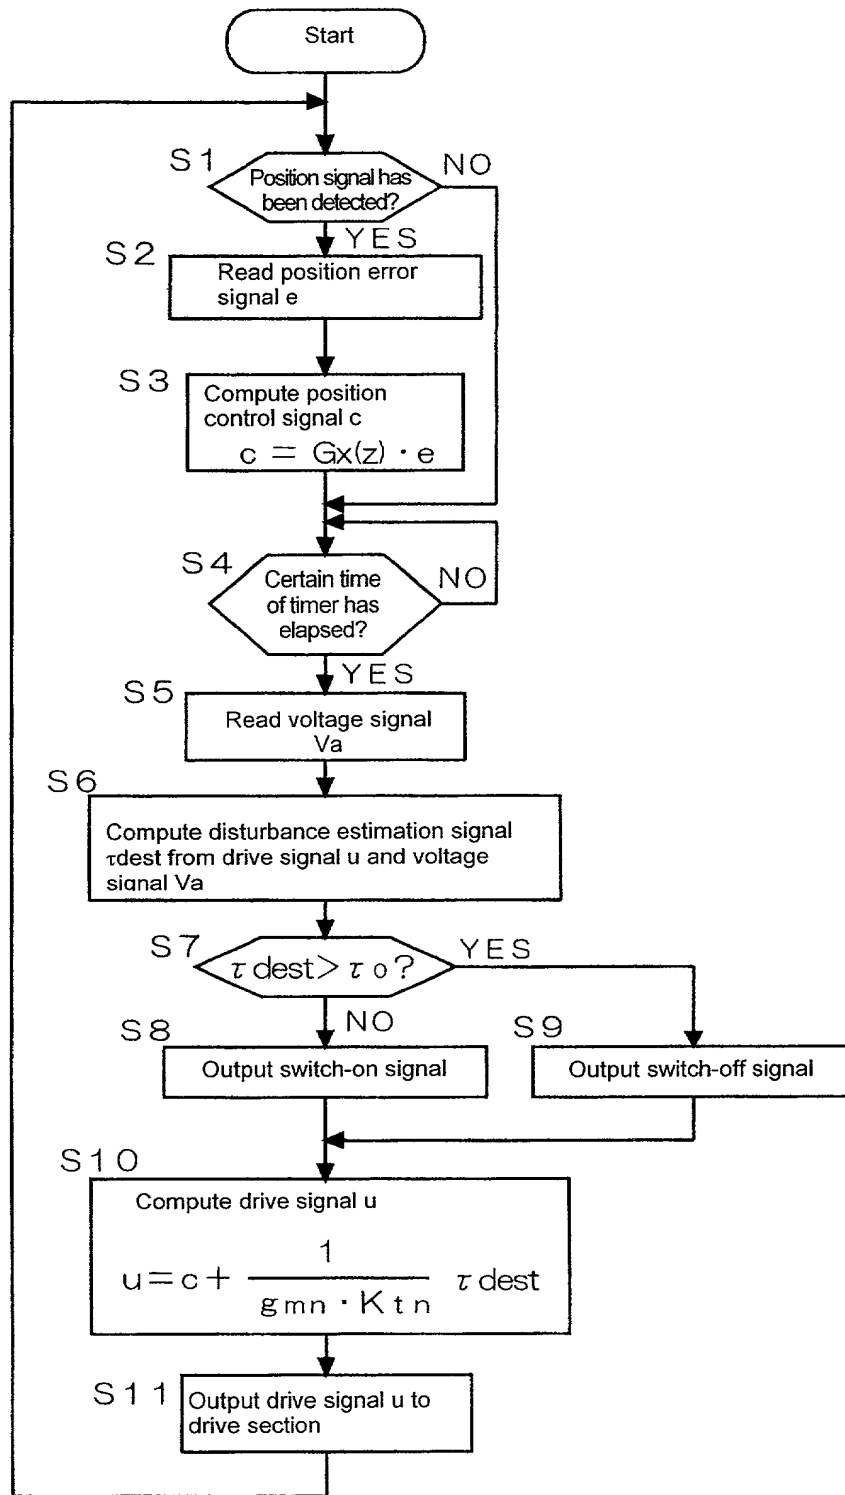 Start
S1
Position signal has
been detected?
NO
YES
S2
Read position error
signal e
S3
Compute position
control signal c
c = Gx(z)・e
S4
Certain time
of timer has
elapsed?
NO
YES
S5
Read voltage signal
Va
S6
Compute disturbance estimation signal
τdest from drive signal u and voltage
signal Va
S7
τdest>τo?
YES
NO
S8
Output switch-on signal
S9
Output switch-off signal
S10
Compute drive signal u
u=c+ 1 / gmn・Ktn τdest
S11
Output drive signal u to
drive section